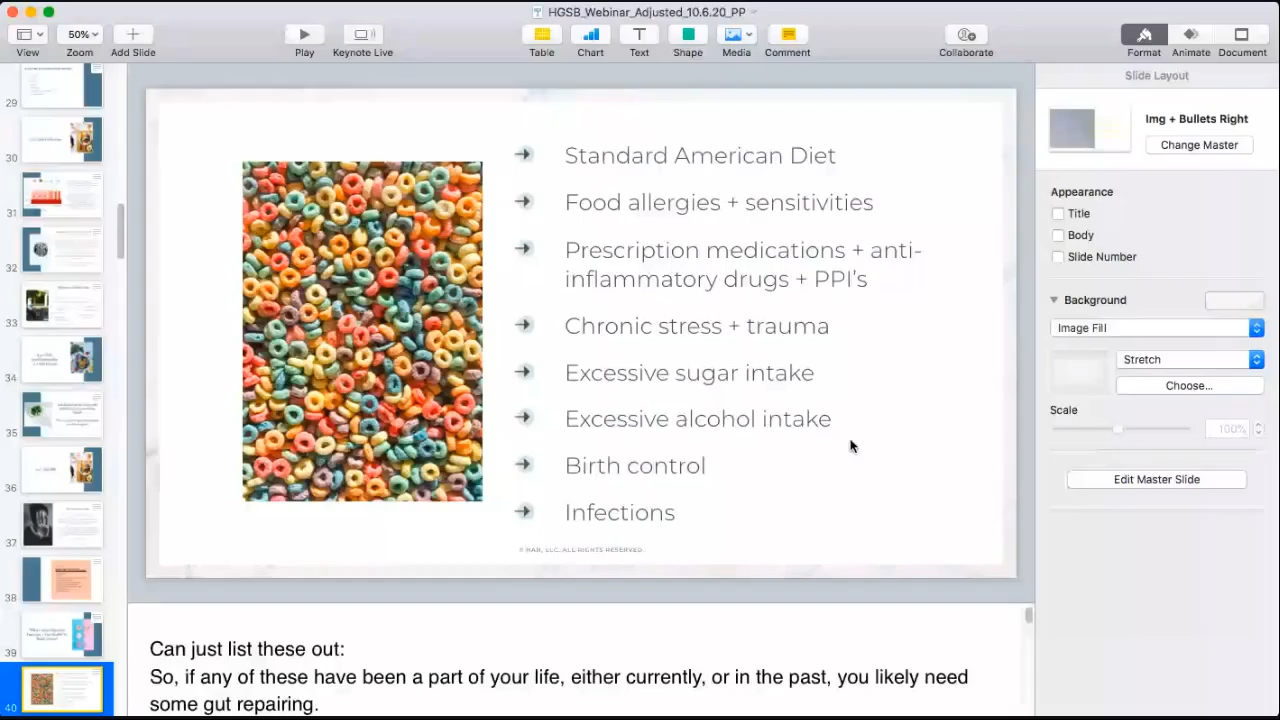 HGSB_Webinar_Adjusted_10.6.20_PP
50%
View
Zoom
Add Slide
Play
Keynote Live
Table
Chart
Text
Shape
Media
Comment
Collaborate
Format
Animate
Document
29
30
31
32
33
34
35
36
37
38
39
40
Standard American Diet
Food allergies + sensitivities
Prescription medications + anti-
inflammatory drugs + PPI's
Chronic stress + trauma
Excessive sugar intake
Excessive alcohol intake
Birth control
Infections
Can just list these out:
So, if any of these have been a part of your life, either currently, or in the past, you likely need
some gut repairing.
Slide Layout
Img + Bullets Right
Change Master
Appearance
Title
Body
Slide Number
Background
Image Fill
Stretch
Choose...
Scale
100%
Edit Master Slide